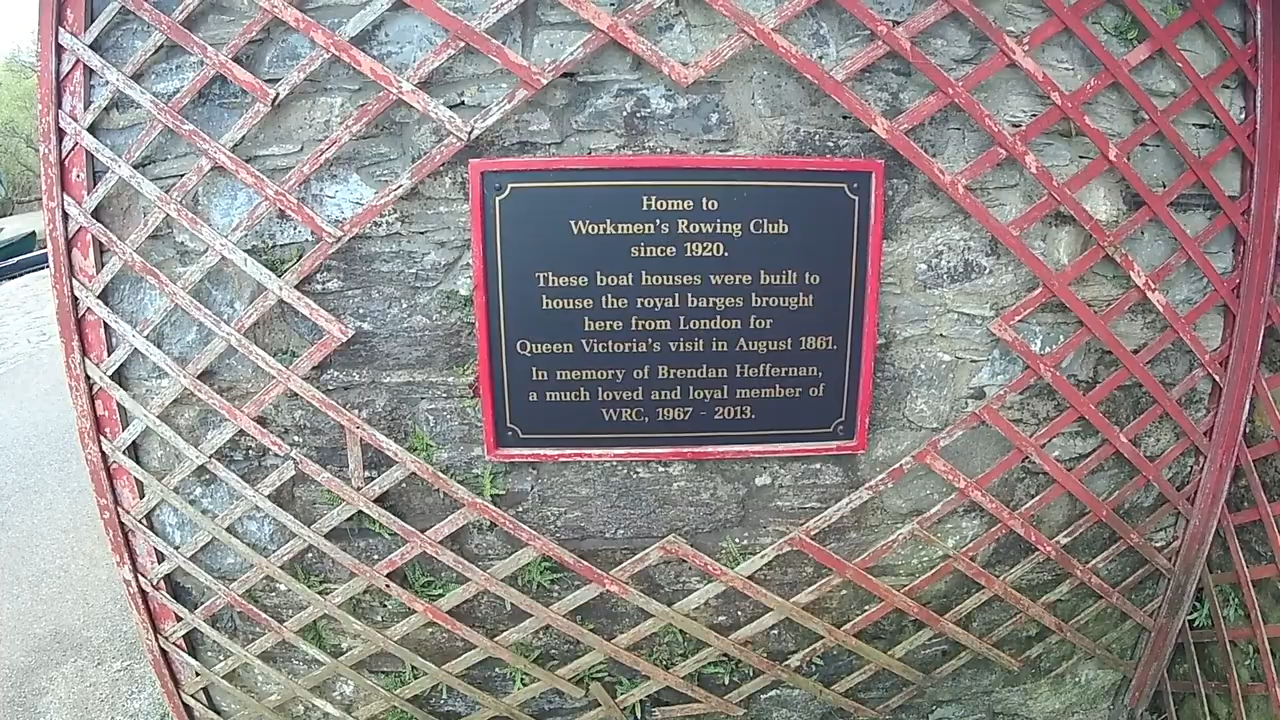 Home to
Workmen's Rowing Club
since 1920.
These boat houses were built to
house the royal barges brought
here from London for
Queen Victoria's visit in August 1861.
In memory of Brendan Heffernan,
a much loved and loyal member of
WRC, 1967 - 2013.